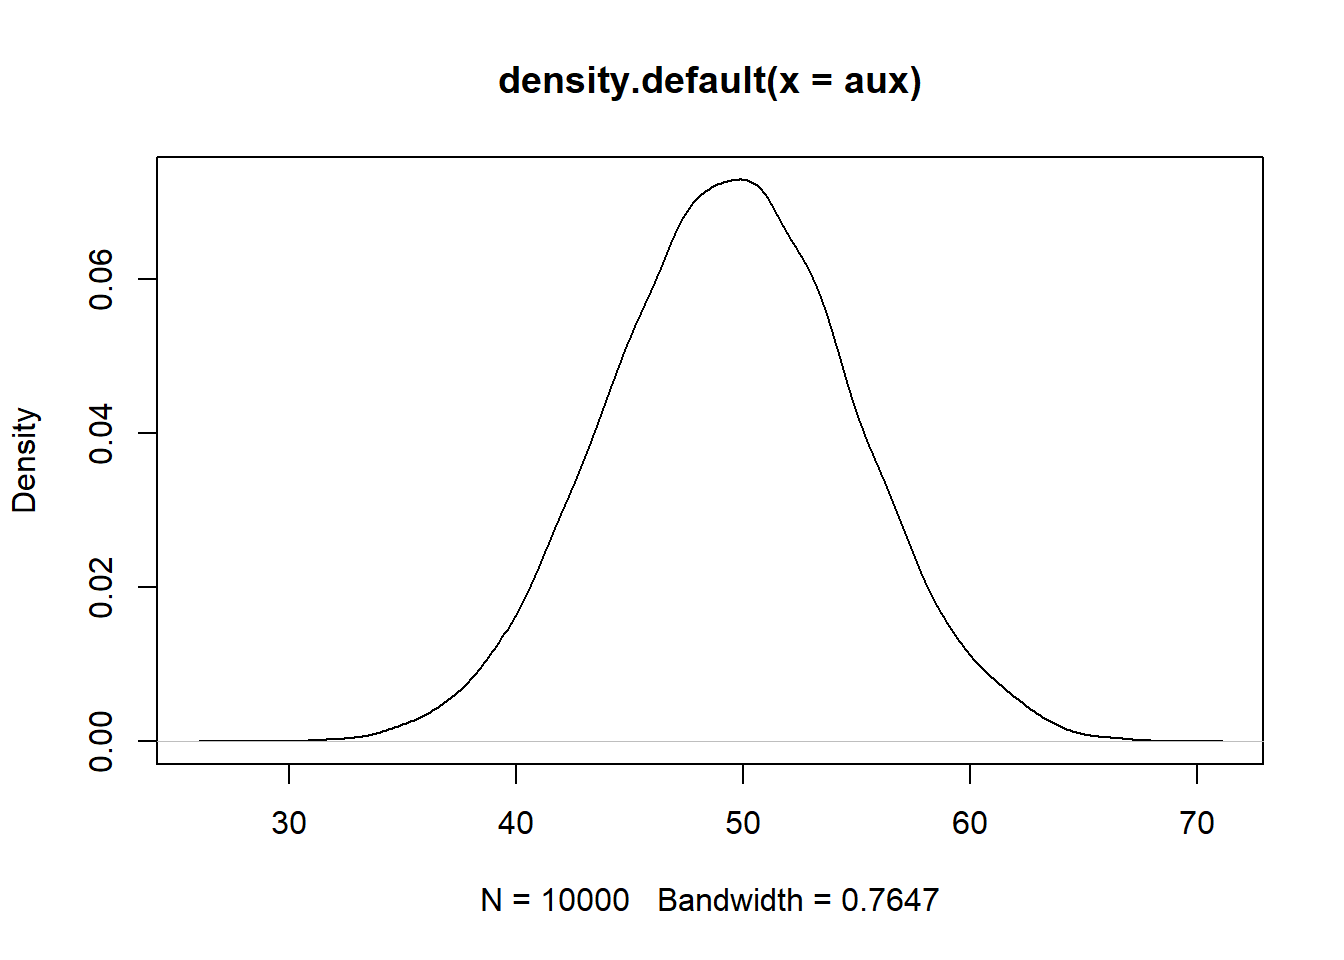 density.default(x = aux)
Density
0.06
0.04
0.02
0.00
30 40 50 60 70
N = 10000 Bandwidth = 0.7647